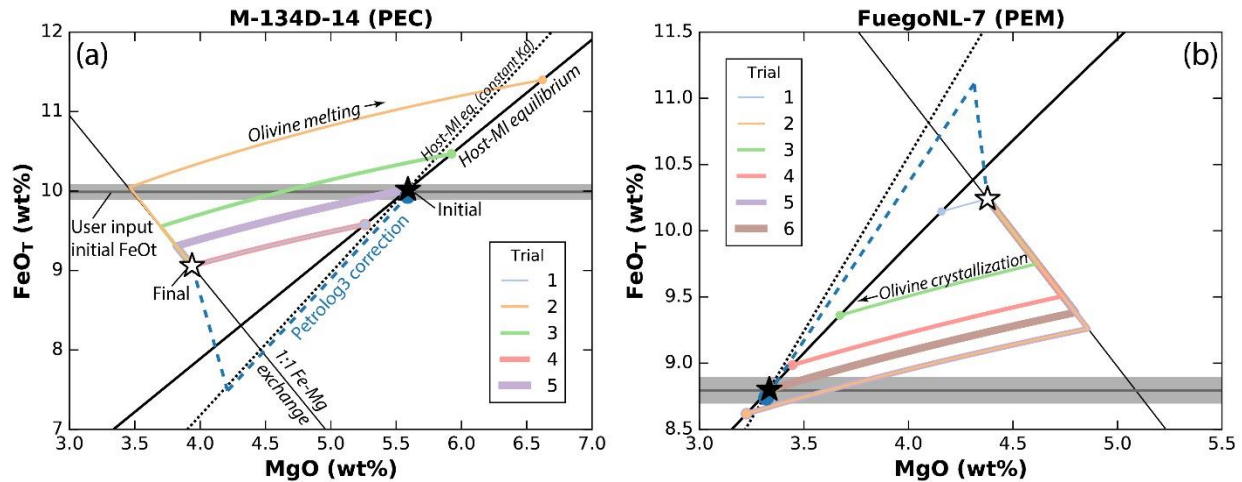 M-134D-14 (PEC)
(a)
12
11
10
9
8
7
FeO_T (wt%)
3.0 3.5 4.0 4.5 5.0 5.5 6.0 6.5 7.0
MgO (wt%)
Olivine melting
Host-MI eq. (constant Kd)
Host-MI equilibrium
User input
initial FeOt
Initial
Final
Petrolog3 correction
1:1 Fe-Mg
exchange
Trial
1
2
3
4
5
FuegoNL-7 (PEM)
(b)
11.5
11.0
10.5
10.0
9.5
9.0
8.5
FeO_T (wt%)
3.0 3.5 4.0 4.5 5.0 5.5
MgO (wt%)
Trial
1
2
3
4
5
6
Olivine crystallization